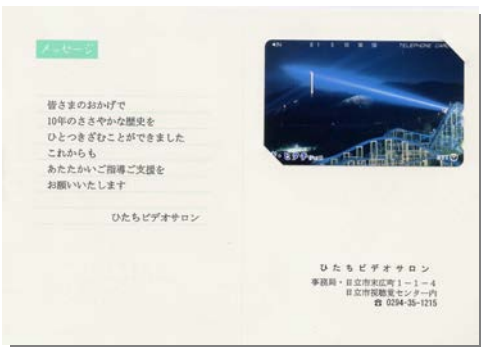 メッセージ
皆さまのおかげで
10年のささやかな歴史を
ひとつきざむことができました
これからも
あたたかいご指導ご支援を
お願いいたします
ひたちビデオサロン
TELEPHONE CARD
ひたちビデオサロン
事務局・日立市末広町1-1-4
日立市視聴覚センター内
☎ 0294-35-1215